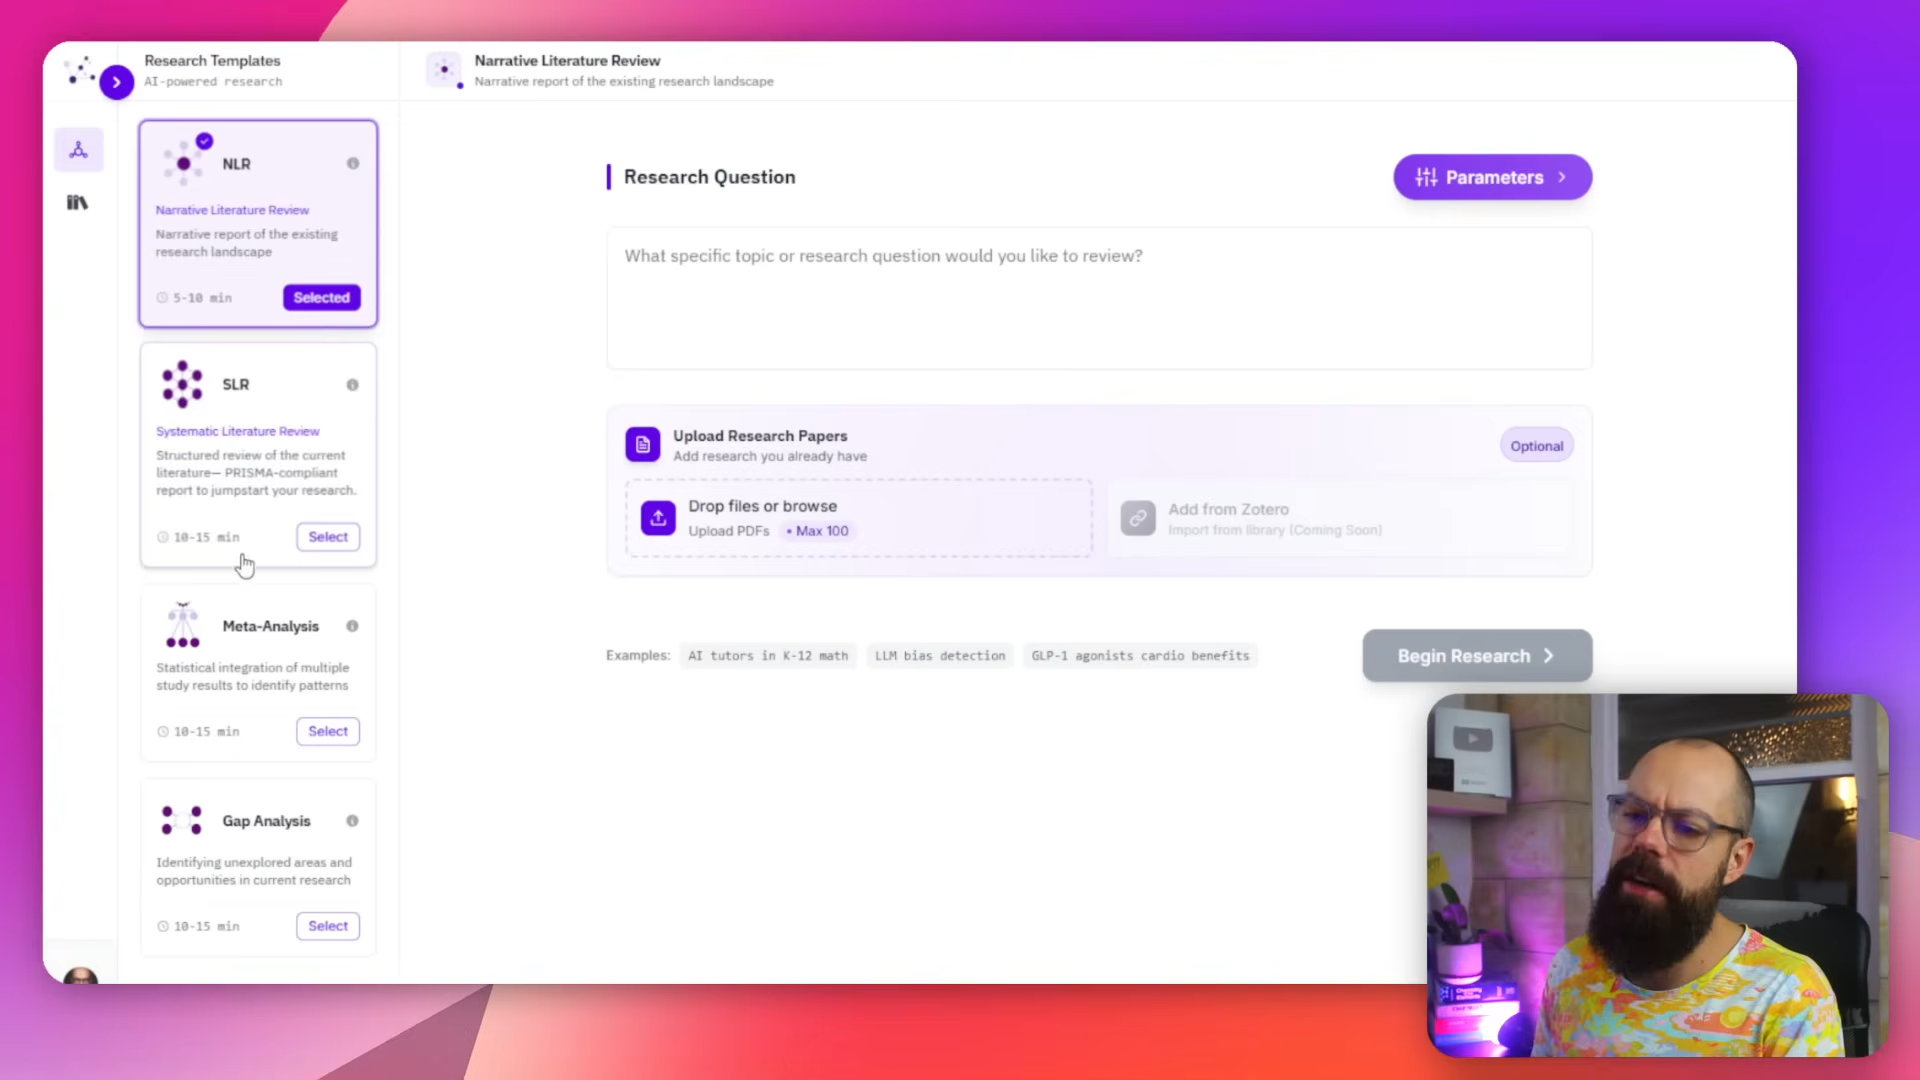 Research Templates
AI-powered research
NLR
Narrative Literature Review
Narrative report of the existing
research landscape
5-10 min
Selected
SLR
Systematic Literature Review
Structured review of the current
literature— PRISMA-compliant
report to jumpstart your research.
10-15 min
Select
Meta-Analysis
Statistical integration of multiple
study results to identify patterns
10-15 min
Select
Gap Analysis
Identifying unexplored areas and
opportunities in current research
10-15 min
Select
Narrative Literature Review
Narrative report of the existing research landscape
Research Question
Parameters
What specific topic or research question would you like to review?
Upload Research Papers
Add research you already have
Optional
Drop files or browse
Upload PDFs • Max 100
Add from Zotero
Import from library (Coming Soon)
Examples: AI tutors in K-12 math LLM bias detection GLP-1 agonists cardio benefits
Begin Research